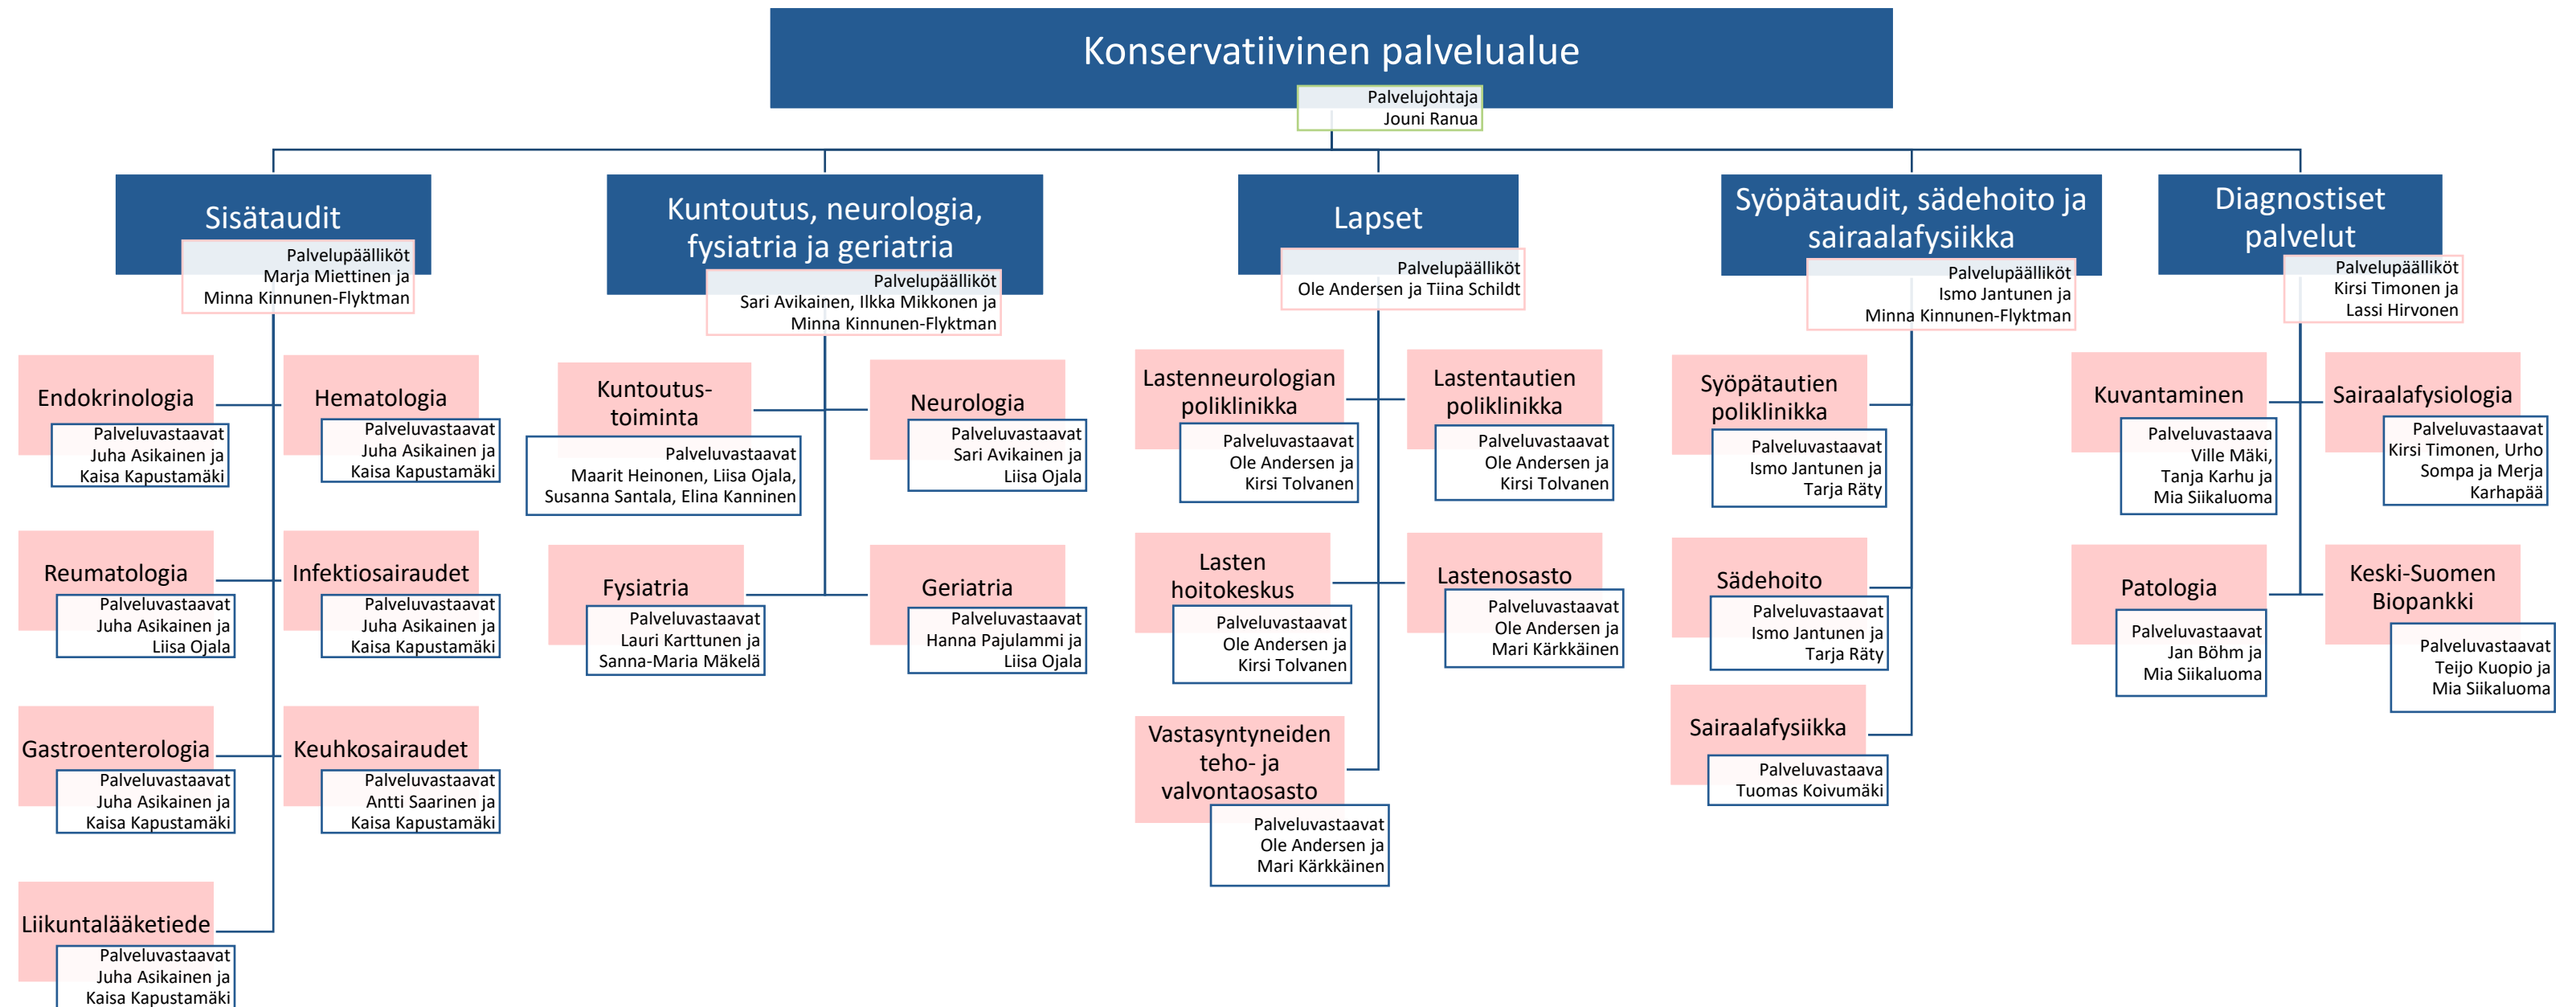 Konservatiivinen palvelualue
Palvelujohtaja
Jouni Ranua
Sisätaudit
Palvelupäälliköt
Marja Miettinen ja
Minna Kinnunen-Flyktman
Endokrinologia
Palveluvastaavat
Juha Asikainen ja
Kaisa Kapustamäki
Hematologia
Palveluvastaavat
Juha Asikainen ja
Kaisa Kapustamäki
Reumatologia
Palveluvastaavat
Juha Asikainen ja
Liisa Ojala
Infektiosairaudet
Palveluvastaavat
Juha Asikainen ja
Kaisa Kapustamäki
Gastroenterologia
Palveluvastaavat
Juha Asikainen ja
Kaisa Kapustamäki
Keuhkosairaudet
Palveluvastaavat
Antti Saarinen ja
Kaisa Kapustamäki
Liikuntalääketiede
Palveluvastaavat
Juha Asikainen ja
Kaisa Kapustamäki
Kuntoutus, neurologia,
fysiatria ja geriatria
Palvelupäälliköt
Sari Avikainen, Ilkka Mikkonen ja
Minna Kinnunen-Flyktman
Kuntoutus-
toiminta
Palveluvastaavat
Maarit Heinonen, Liisa Ojala,
Susanna Santala, Elina Kanninen
Neurologia
Palveluvastaavat
Sari Avikainen ja
Liisa Ojala
Fysiatria
Palveluvastaavat
Lauri Karttunen ja
Sanna-Maria Mäkelä
Geriatria
Palveluvastaavat
Hanna Pajulammi ja
Liisa Ojala
Lapset
Palvelupäälliköt
Ole Andersen ja Tiina Schildt
Lastenneurologian
poliklinikka
Palveluvastaavat
Ole Andersen ja
Kirsi Tolvanen
Lastentautien
poliklinikka
Palveluvastaavat
Ole Andersen ja
Kirsi Tolvanen
Lasten
hoitokeskus
Palveluvastaavat
Ole Andersen ja
Kirsi Tolvanen
Lastenosasto
Palveluvastaavat
Ole Andersen ja
Mari Kärkkäinen
Vastasyntyneiden
teho- ja
valvontaosasto
Palveluvastaavat
Ole Andersen ja
Mari Kärkkäinen
Syöpätaudit, sädehoito ja
sairaalafysiikka
Palvelupäälliköt
Ismo Jantunen ja
Minna Kinnunen-Flyktman
Syöpätautien
poliklinikka
Palveluvastaavat
Ismo Jantunen ja
Tarja Räty
Sädehoito
Palveluvastaavat
Ismo Jantunen ja
Tarja Räty
Sairaalafysiikka
Palveluvastaava
Tuomas Koivumäki
Diagnostiset
palvelut
Palvelupäälliköt
Kirsi Timonen ja
Lassi Hirvonen
Kuvantaminen
Palveluvastaava
Ville Mäki,
Tanja Karhu ja
Mia Siikaluoma
Sairaalafysiologia
Palveluvastaavat
Kirsi Timonen, Urho
Sompa ja Merja
Karhapää
Patologia
Palveluvastaavat
Jan Böhm ja
Mia Siikaluoma
Keski-Suomen
Biopankki
Palveluvastaavat
Teijo Kuopio ja
Mia Siikaluoma